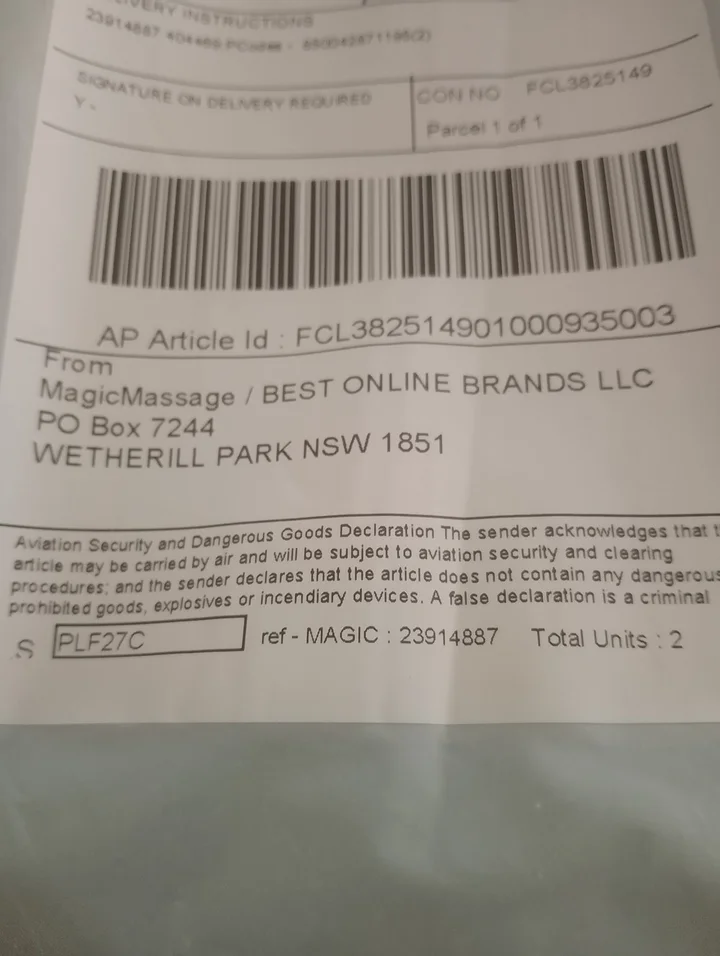 VERY INSTRUCTIONS
23914887
SIGNATURE ON DELIVERY REQUIRED
Y
CON NO FCL3825149
Parcel 1 of 1
AP Article Id : FCL382514901000935003
From
MagicMassage / BEST ONLINE BRANDS LLC
PO Box 7244
WETHERILL PARK NSW 1851
Aviation Security and Dangerous Goods Declaration The sender acknowledges that t
article may be carried by air and will be subject to aviation security and clearing
procedures; and the sender declares that the article does not contain any dangerous
prohibited goods, explosives or incendiary devices. A false declaration is a criminal
S PLF27C ref - MAGIC : 23914887 Total Units : 2